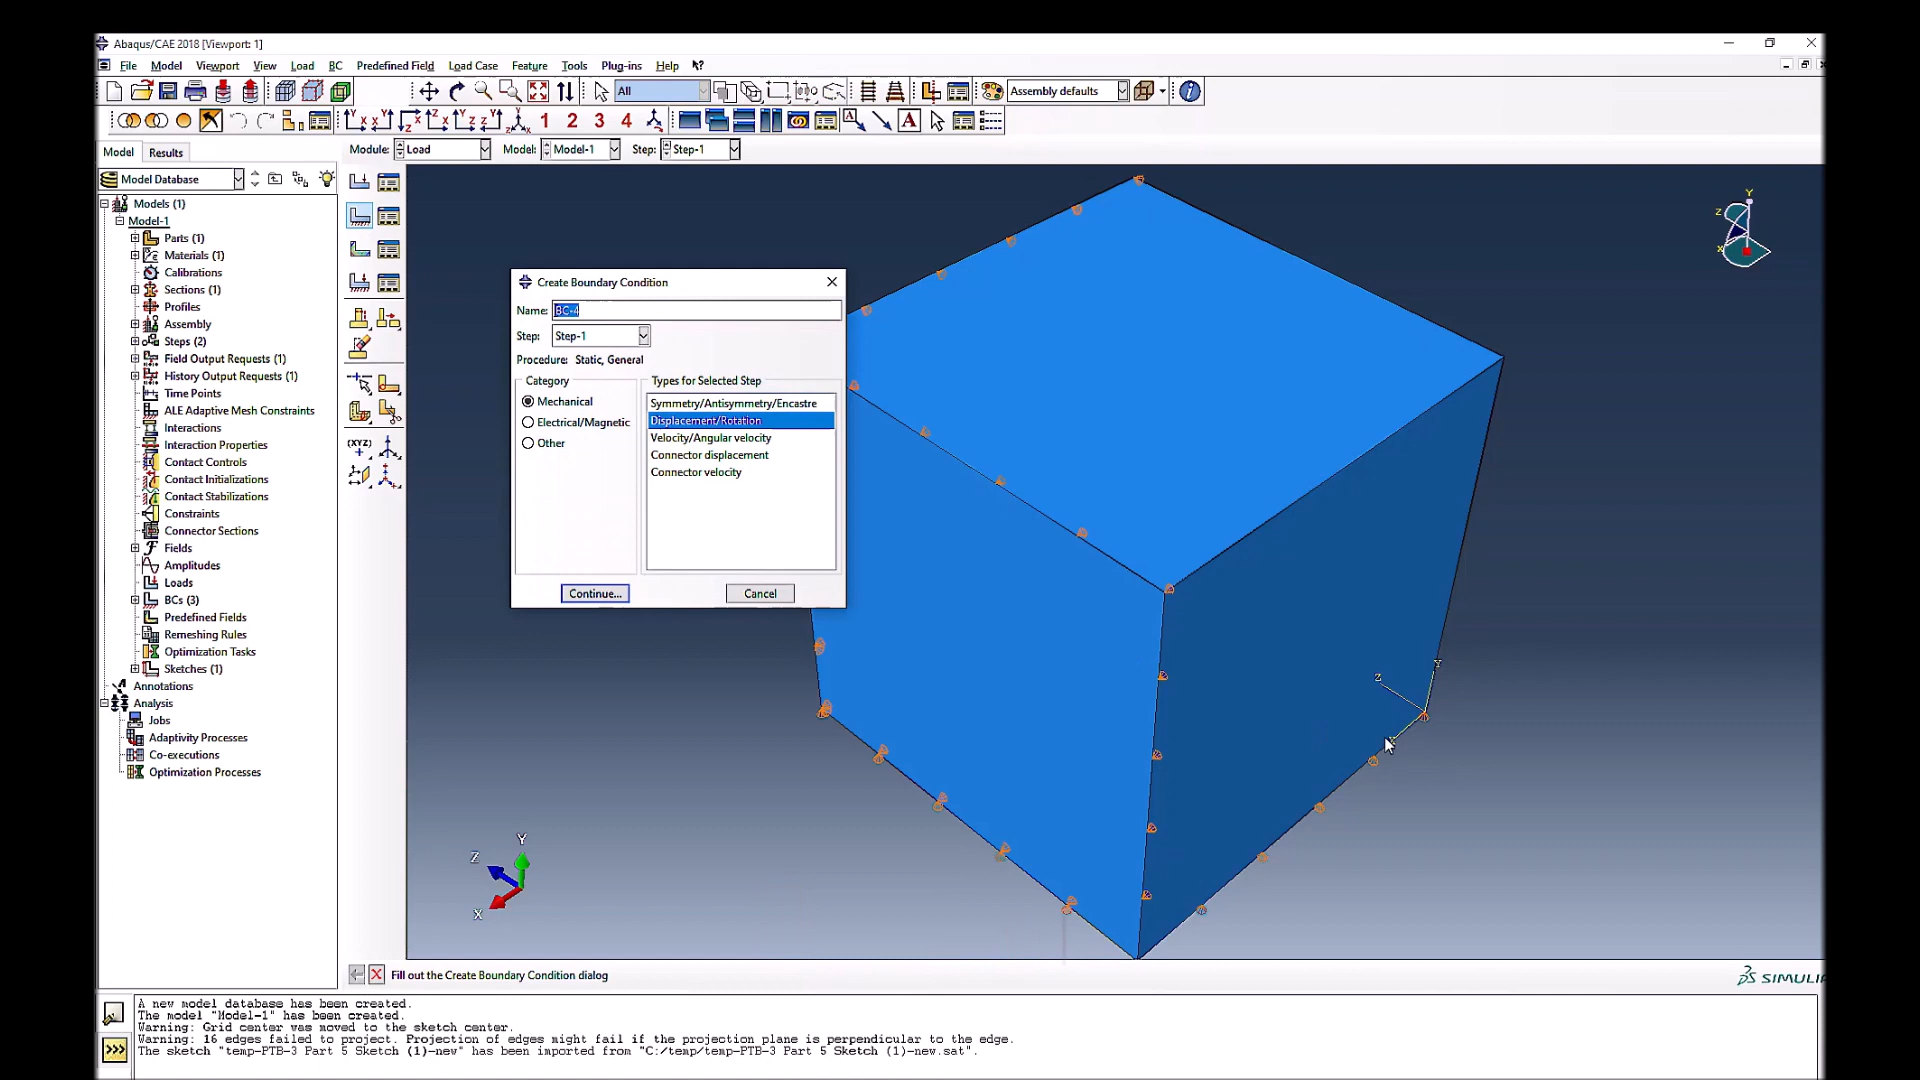 Abaqus/CAE 2018 [Viewport: 1]
File Model Viewport View Load BC Predefined Field Load Case Feature Tools Plug-ins Help
All
Assembly defaults
1 2 3 4
Model Results
Module: Load Model: Model-1 Step: Step-1
Model Database
Models (1)
Model-1
Parts (1)
Materials (1)
Calibrations
Sections (1)
Profiles
Assembly
Steps (2)
Field Output Requests (1)
History Output Requests (1)
Time Points
ALE Adaptive Mesh Constraints
Interactions
Interaction Properties
Contact Controls
Contact Initializations
Contact Stabilizations
Constraints
Connector Sections
Fields
Amplitudes
Loads
BCs (3)
Predefined Fields
Remeshing Rules
Optimization Tasks
Sketches (1)
Annotations
Analysis
Jobs
Adaptivity Processes
Co-executions
Optimization Processes
(XYZ)
Create Boundary Condition
Name: BC-4
Step: Step-1
Procedure: Static, General
Category
Mechanical
Electrical/Magnetic
Other
Types for Selected Step
Symmetry/Antisymmetry/Encastre
Displacement/Rotation
Velocity/Angular velocity
Connector displacement
Connector velocity
Continue...
Cancel
Y
Z
X
Y
Z
Y
Z
X
Fill out the Create Boundary Condition dialog
A new model database has been created.
The model "Model-1" has been created.
Warning: Grid center was moved to the sketch center.
Warning: 16 edges failed to project. Projection of edges might fail if the projection plane is perpendicular to the edge.
The sketch "temp-PTB-3 Part 5 Sketch (1)-new" has been imported from "C:/temp/temp-PTB-3 Part 5 Sketch (1)-new.sat".
>>>